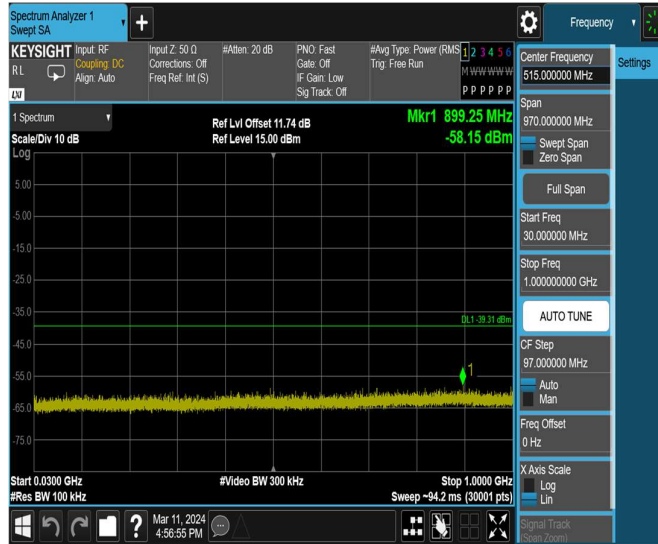 Spectrum Analyzer 1
Swept SA
Frequency
KEYSIGHT
RL
LXI
Input: RF
Coupling: DC
Align: Auto
Input Z: 50 Ω
Corrections: Off
Freq Ref: Int (S)
#Atten: 20 dB
PNO: Fast
Gate: Off
IF Gain: Low
Sig Track: Off
#Avg Type: Power (RMS
Trig: Free Run
1 2 3 4 5 6
M W W W W W
P P P P P P
1 Spectrum
Scale/Div 10 dB
Ref Lvl Offset 11.74 dB
Ref Level 15.00 dBm
Mkr1 899.25 MHz
-58.15 dBm
Log
5.00
-5.00
-15.0
-25.0
-35.0
-45.0
-55.0
-65.0
-75.0
DL1 -39.31 dBm
1
Start 0.0300 GHz
#Res BW 100 kHz
#Video BW 300 kHz
Stop 1.0000 GHz
Sweep ~94.2 ms (30001 pts)
Mar 11, 2024
4:56:55 PM
Center Frequency
515.000000 MHz
Settings
Span
970.000000 MHz
Swept Span
Zero Span
Full Span
Start Freq
30.000000 MHz
Stop Freq
1.000000000 GHz
AUTO TUNE
CF Step
97.000000 MHz
Auto
Man
Freq Offset
0 Hz
X Axis Scale
Log
Lin
Signal Track
(Span Zoom)